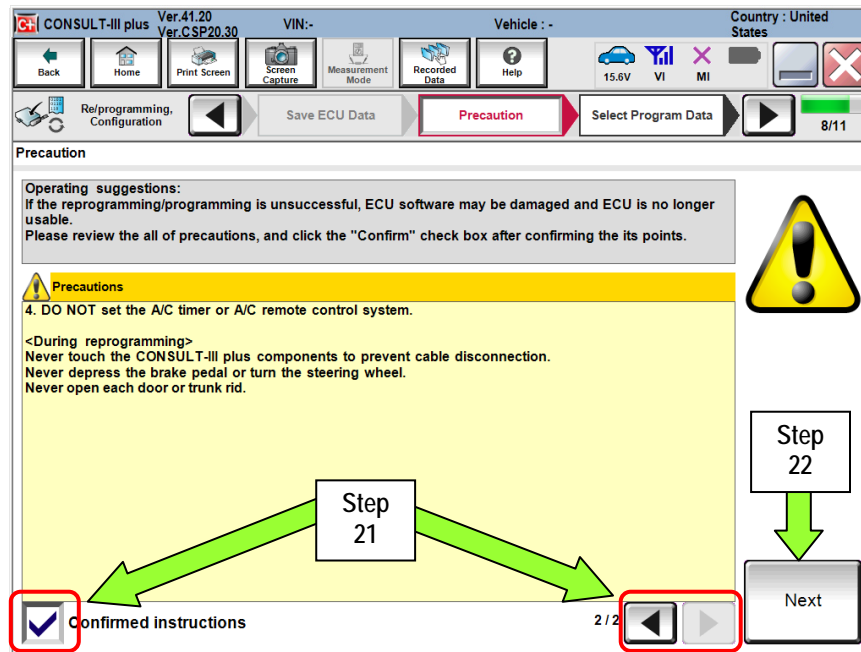 CONSULT-III plus
Ver.41.20
Ver.CSP20.30
VIN:-
Vehicle : -
Country : United
States
Back
Home
Print Screen
Screen
Capture
Measurement
Mode
Recorded
Data
Help
15.6V
VI
MI
Re/programming,
Configuration
Save ECU Data
Precaution
Select Program Data
8/11
Precaution
Operating suggestions:
If the reprogramming/programming is unsuccessful, ECU software may be damaged and ECU is no longer
usable.
Please review the all of precautions, and click the "Confirm" check box after confirming the its points.
Precautions
4. DO NOT set the A/C timer or A/C remote control system.
<During reprogramming>
Never touch the CONSULT-III plus components to prevent cable disconnection.
Never depress the brake pedal or turn the steering wheel.
Never open each door or trunk rid.
Step
22
Step
21
Next
Confirmed instructions
2 / 2